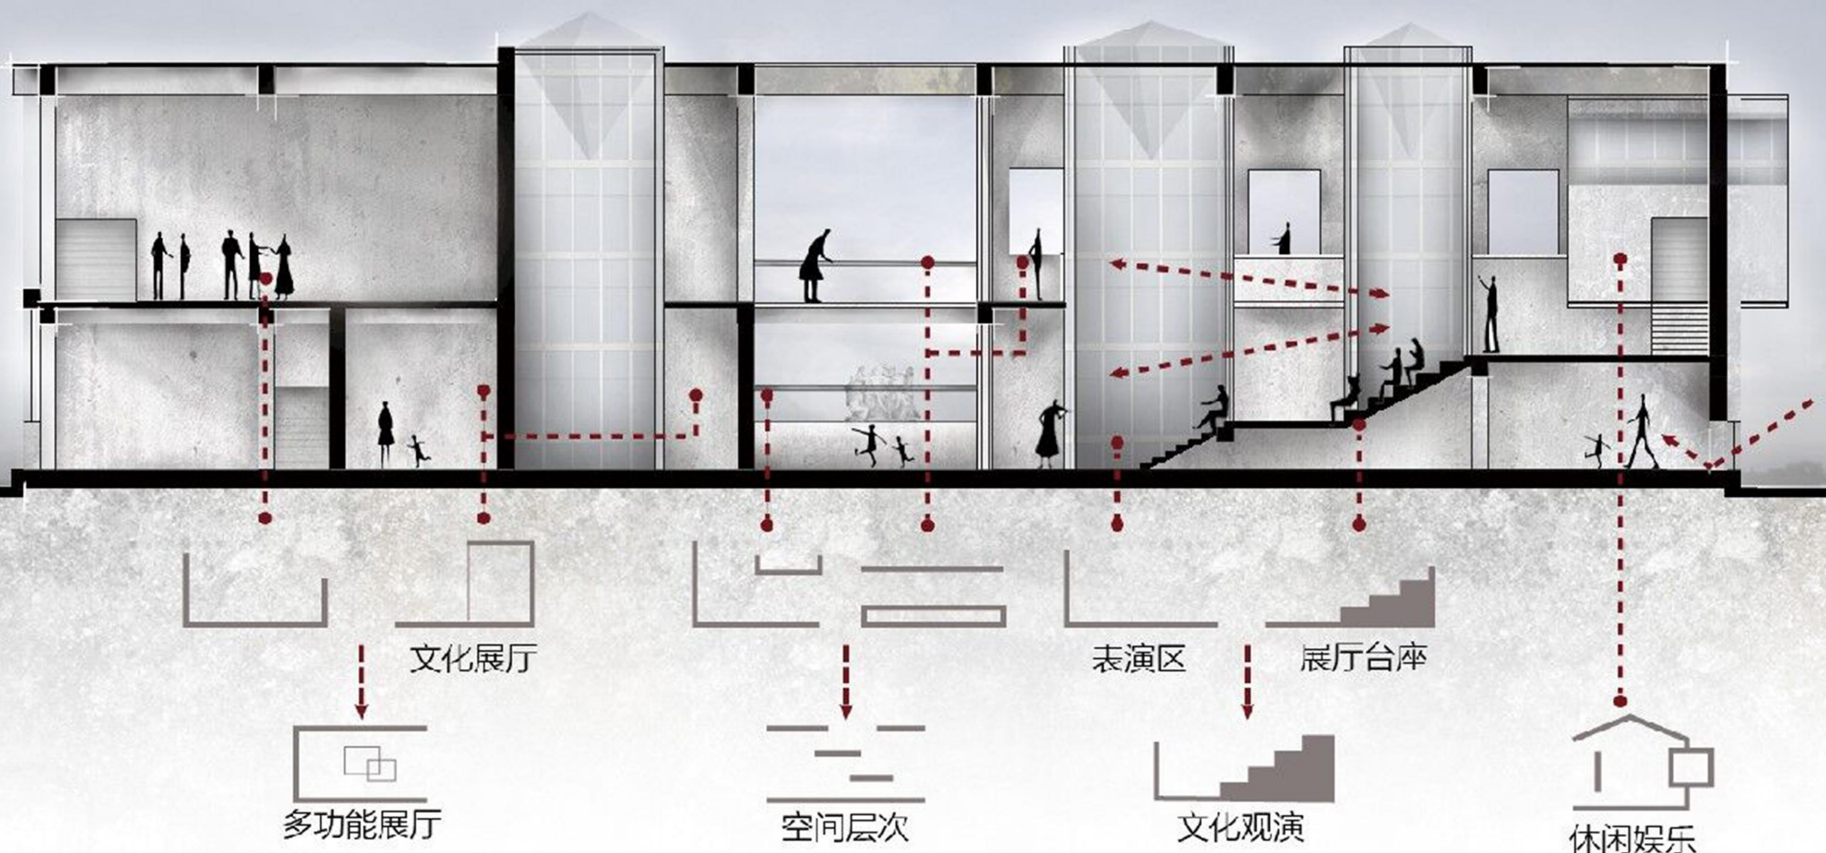 文化展厅
表演区
展厅台座
多功能展厅
空间层次
文化观演
休闲娱乐